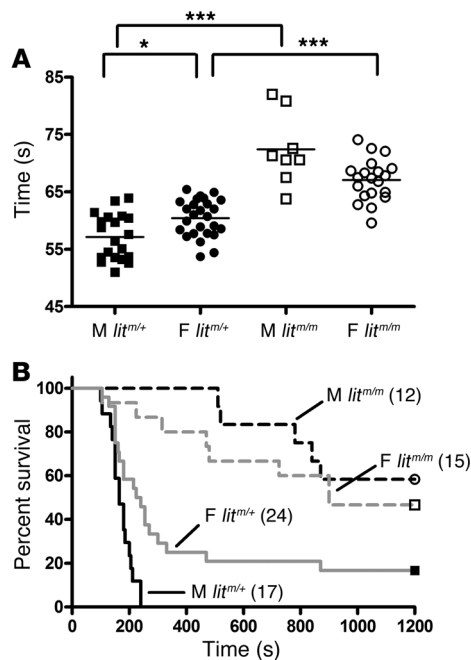 ***
* ***
A
Time (s)
85
75
65
55
45
M lit^m/+ F lit^m/+ M lit^m/m F lit^m/m
B
Percent survival
100
80
60
40
20
0
M lit^m/m (12)
F lit^m/m (15)
F lit^m/+ (24)
M lit^m/+ (17)
0 200 400 600 800 1000 1200
Time (s)